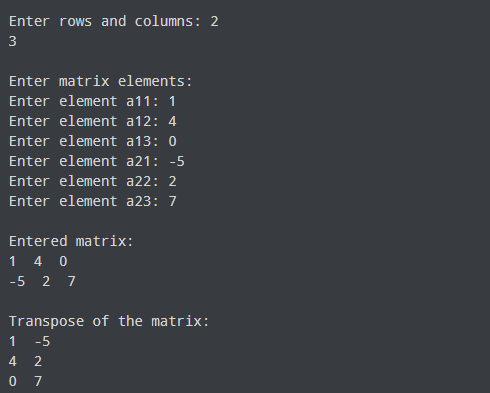 Enter rows and columns: 2
3
Enter matrix elements:
Enter element a11: 1
Enter element a12: 4
Enter element a13: 0
Enter element a21: -5
Enter element a22: 2
Enter element a23: 7
Entered matrix:
1  4  0
-5  2  7
Transpose of the matrix:
1  -5
4  2
0  7